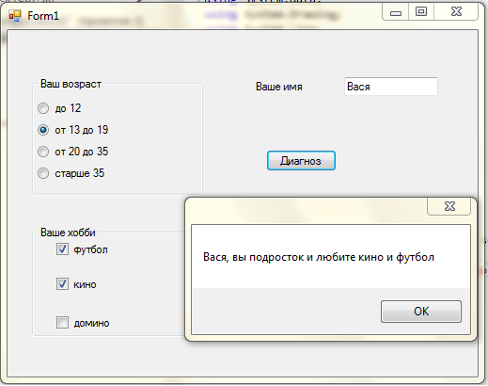 Form1
Ваш возраст
до 12
от 13 до 19
от 20 до 35
старше 35
Ваше имя
Вася
Диагноз
Ваше хобби
футбол
кино
домино
Вася, вы подросток и любите кино и футбол
OK